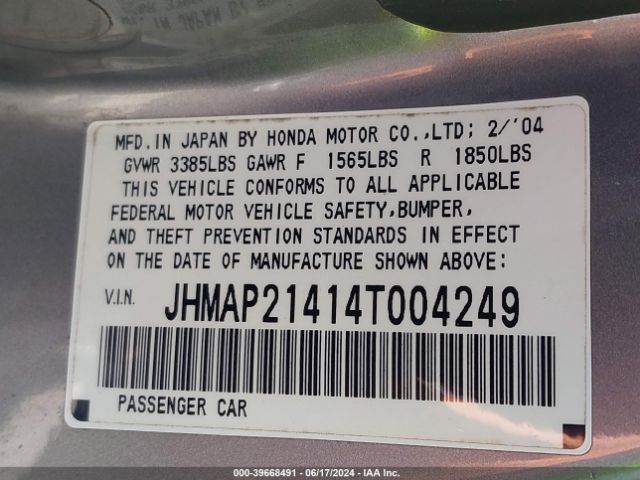 MFD.IN JAPAN BY HONDA MOTOR CO.,LTD; 2/'04
GVWR 3385LBS GAWR F 1565LBS R 1850LBS
THIS VEHICLE CONFORMS TO ALL APPLICABLE
FEDERAL MOTOR VEHICLE SAFETY,BUMPER,
AND THEFT PREVENTION STANDARDS IN EFFECT
ON THE DATE OF MANUFACTURE SHOWN ABOVE:
V.I.N. JHMAP21414T004249
PASSENGER CAR
000-39668491 - 06/17/2024 - IAA Inc.